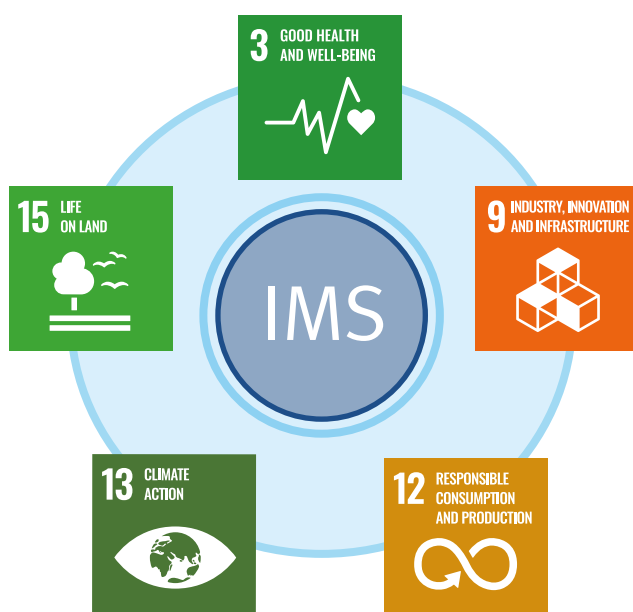 3 GOOD HEALTH
AND WELL-BEING
15 LIFE
ON LAND
9 INDUSTRY, INNOVATION
AND INFRASTRUCTURE
IMS
13 CLIMATE
ACTION
12 RESPONSIBLE
CONSUMPTION
AND PRODUCTION